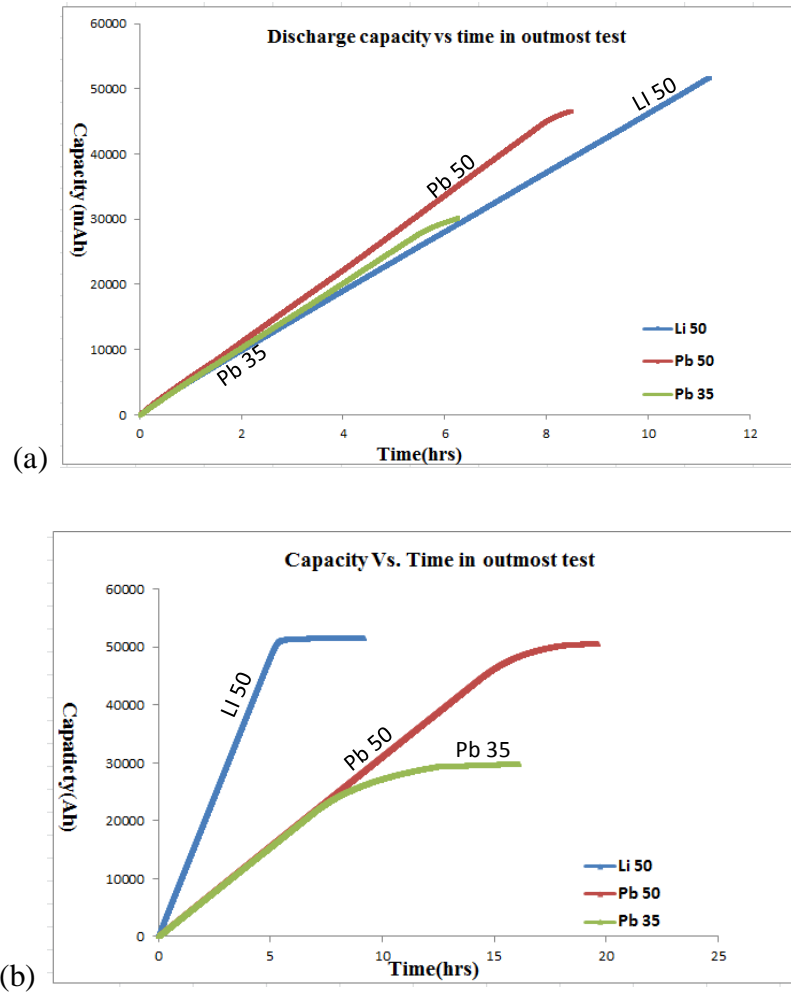 Discharge capacity vs time in outmost test
60000
50000
40000
30000
20000
10000
0
Capacity (mAh)
LI 50
Pb 50
Pb 35
Li 50
Pb 50
Pb 35
0 2 4 6 8 10 12
Time(hrs)
(a)
Capacity Vs. Time in outmost test
60000
50000
40000
30000
20000
10000
0
Capaticty(Ah)
LI 50
Pb 50
Pb 35
Li 50
Pb 50
Pb 35
0 5 10 15 20 25
Time(hrs)
(b)